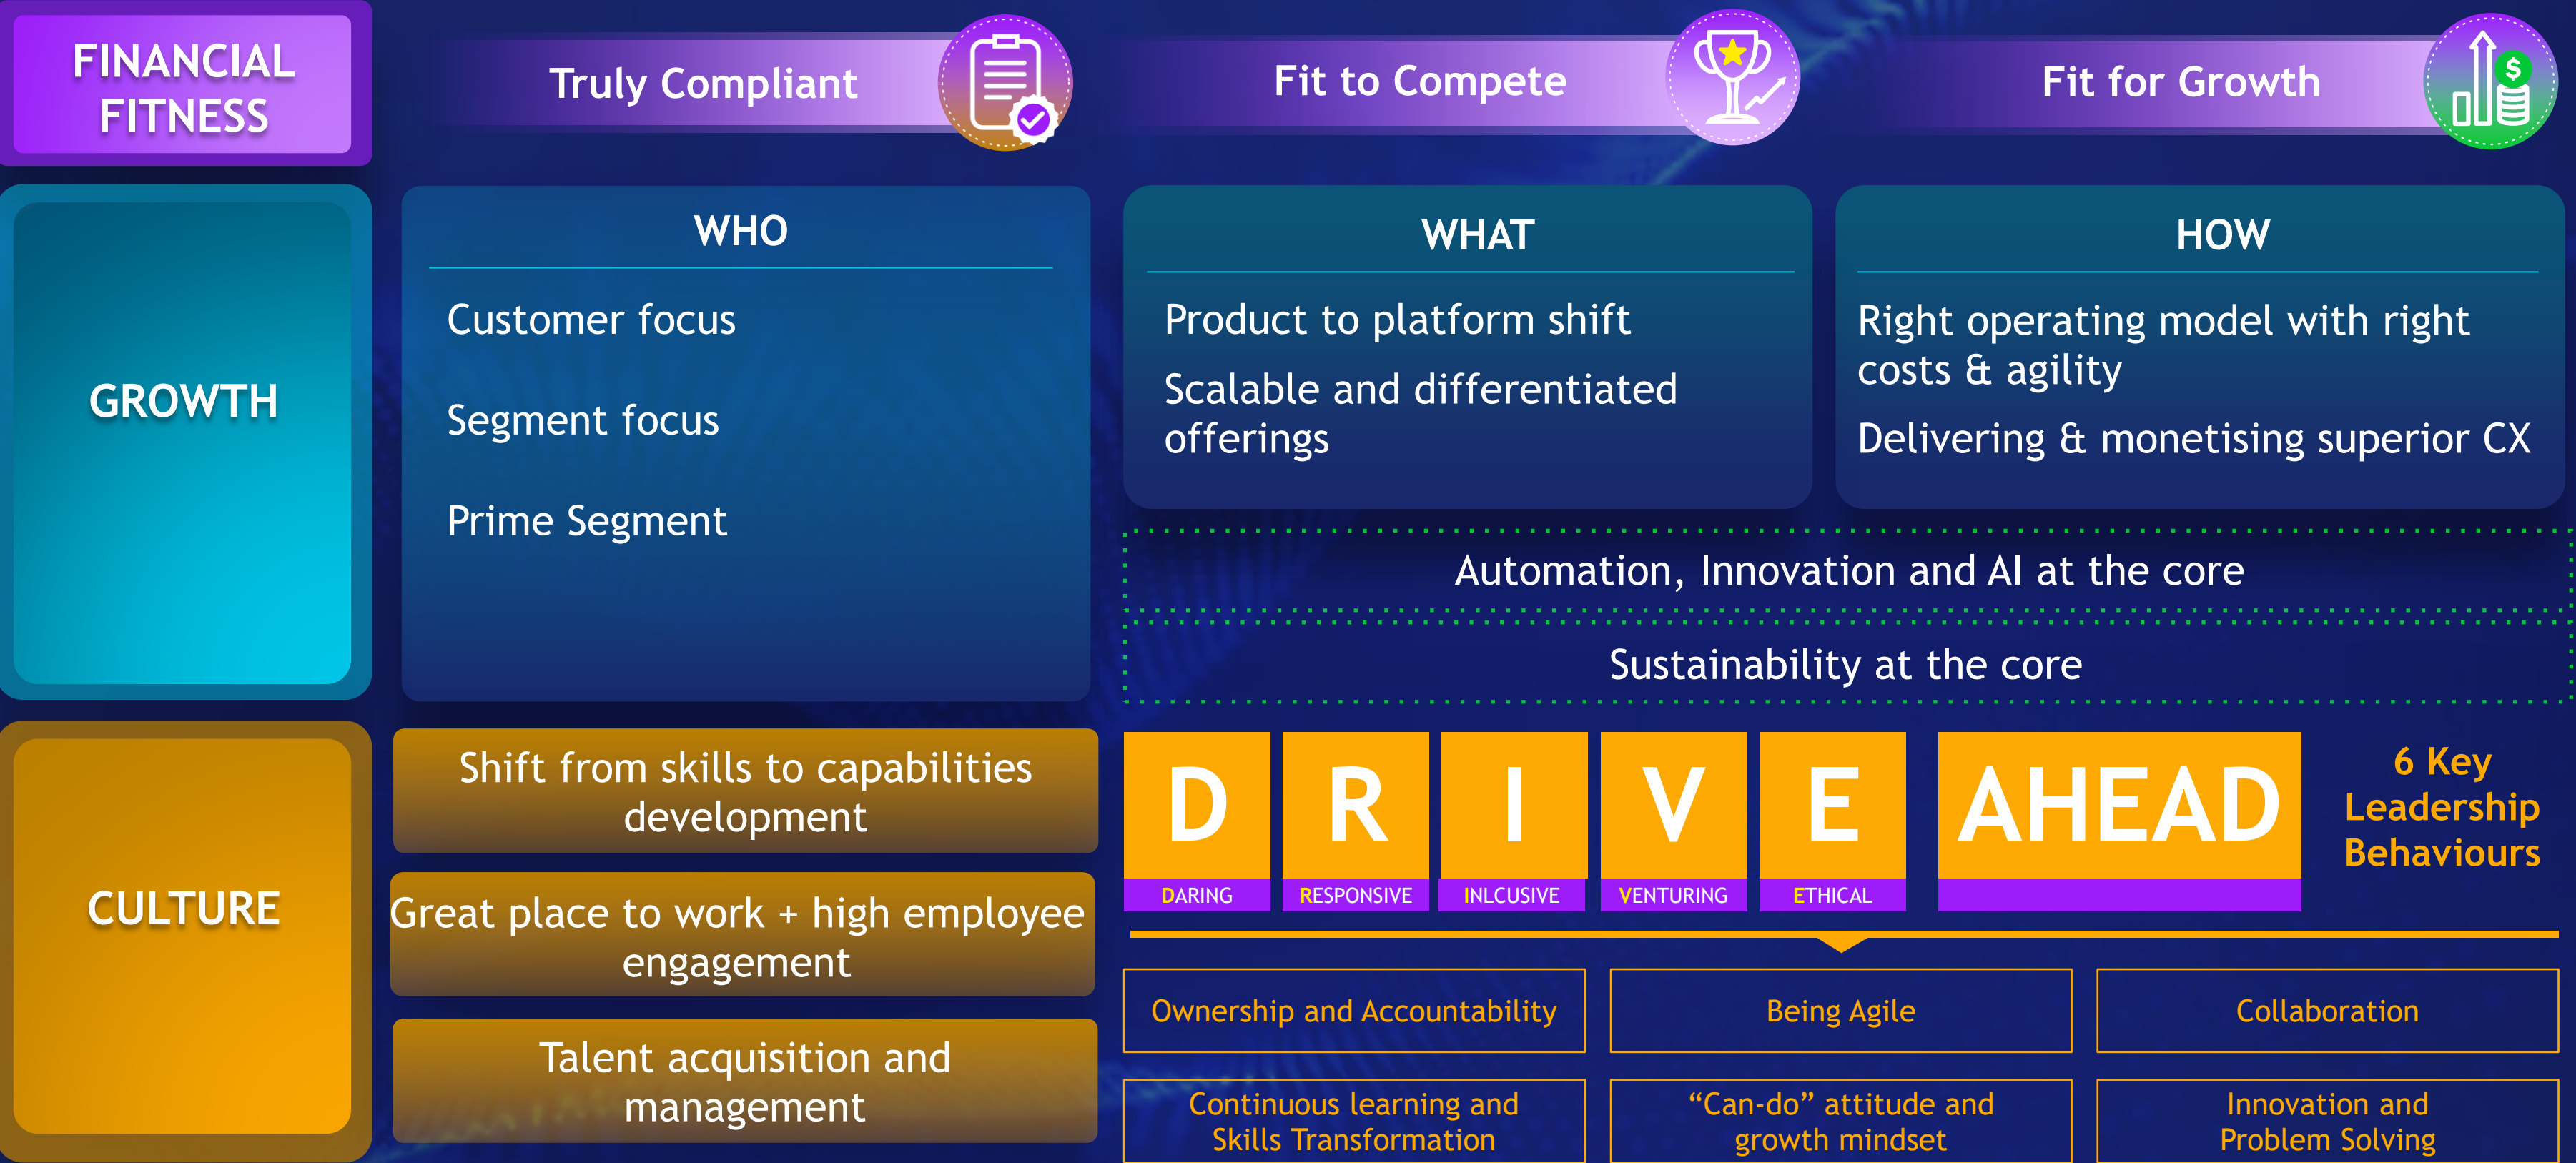 FINANCIAL
FITNESS
Truly Compliant
Fit to Compete
Fit for Growth
$
GROWTH
WHO
Customer focus
Segment focus
Prime Segment
WHAT
Product to platform shift
Scalable and differentiated
offerings
HOW
Right operating model with right
costs & agility
Delivering & monetising superior CX
Automation, Innovation and AI at the core
Sustainability at the core
CULTURE
Shift from skills to capabilities
development
Great place to work + high employee
engagement
Talent acquisition and
management
D R I V E AHEAD
DARING RESPONSIVE INLCUSIVE VENTURING ETHICAL
6 Key
Leadership
Behaviours
Ownership and Accountability
Being Agile
Collaboration
Continuous learning and
Skills Transformation
“Can-do” attitude and
growth mindset
Innovation and
Problem Solving